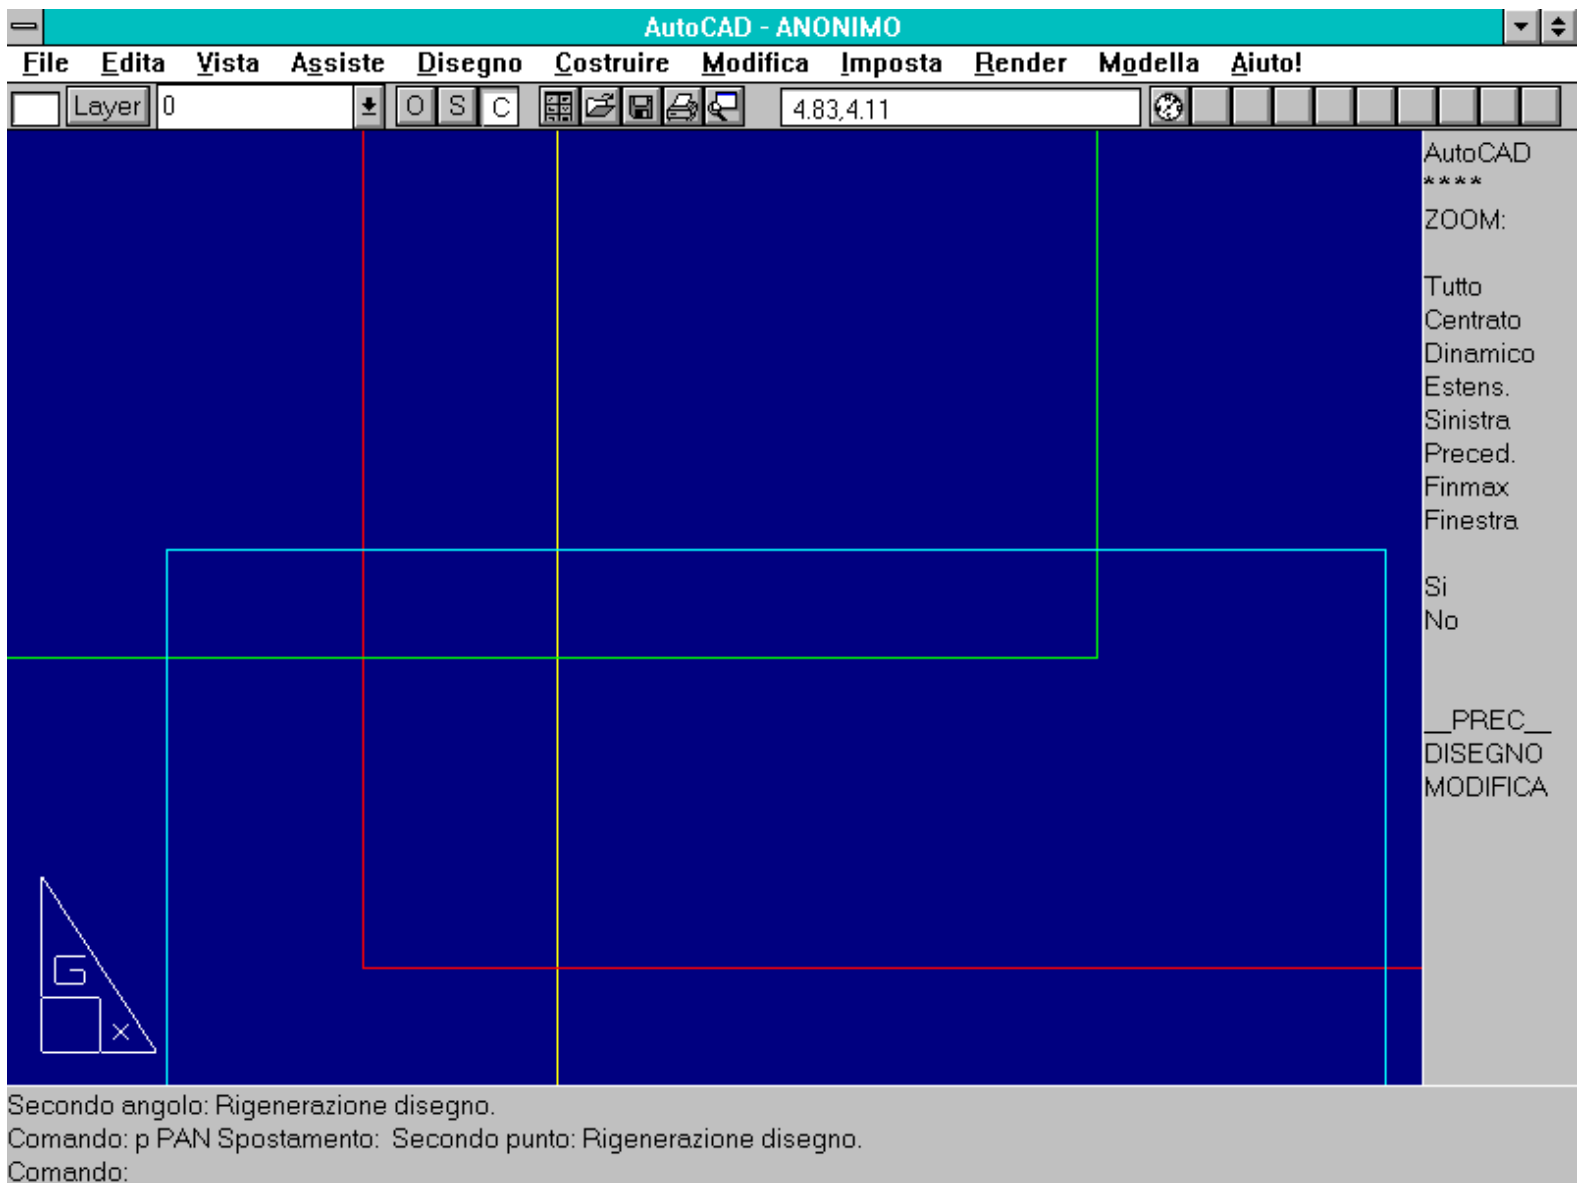 AutoCAD - ANONIMO
File Edita Vista Assiste Disegno Costruire Modifica Imposta Render Modella Aiuto!
Layer 0 O S C 4.83,4.11
AutoCAD
****
ZOOM:
Tutto
Centrato
Dinamico
Estens.
Sinistra
Preced.
Finmax
Finestra
Si
No
__PREC__
DISEGNO
MODIFICA
G
X
Secondo angolo: Rigenerazione disegno.
Comando: p PAN Spostamento:  Secondo punto: Rigenerazione disegno.
Comando: